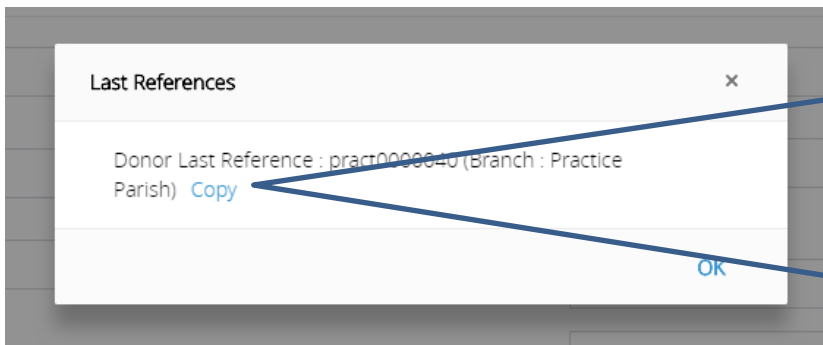 Last References ×
Donor Last Reference : pract0000040 (Branch : Practice
Parish) Copy
OK